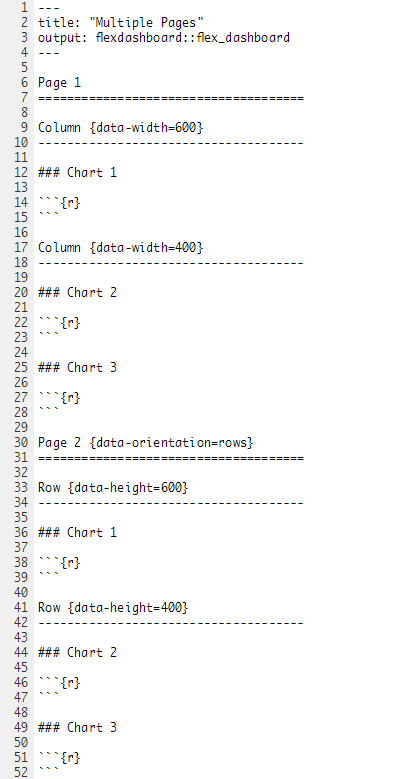 1 ---
2 title: "Multiple Pages"
3 output: flexdashboard::flex_dashboard
4 ---
5
6 Page 1
7 =====================================
8
9 Column {data-width=600}
10 -------------------------------------
11
12 ### Chart 1
13
14 ```{r}
15 ```
16
17 Column {data-width=400}
18 -------------------------------------
19
20 ### Chart 2
21
22 ```{r}
23 ```
24
25 ### Chart 3
26
27 ```{r}
28 ```
29
30 Page 2 {data-orientation=rows}
31 =====================================
32
33 Row {data-height=600}
34 -------------------------------------
35
36 ### Chart 1
37
38 ```{r}
39 ```
40
41 Row {data-height=400}
42 -------------------------------------
43
44 ### Chart 2
45
46 ```{r}
47 ```
48
49 ### Chart 3
50
51 ```{r}
52 ```